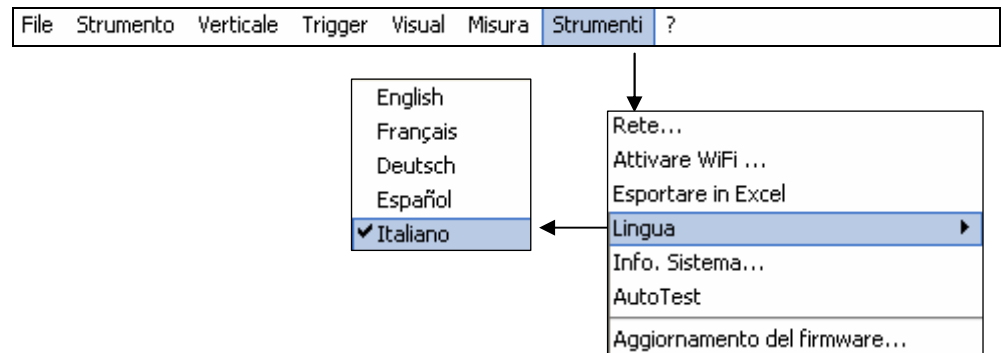 File Strumento Verticale Trigger Visual Misura Strumenti ?
English
Français
Deutsch
Español
Italiano
Rete...
Attivare WiFi ...
Esportare in Excel
Lingua
Info. Sistema...
AutoTest
Aggiornamento del firmware...